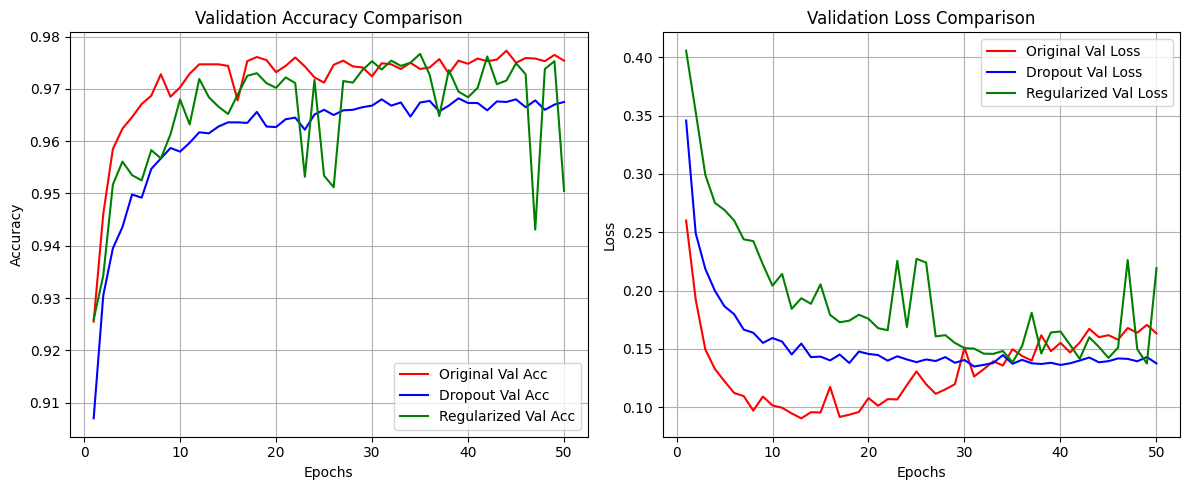 Validation Accuracy Comparison
0.98
0.97
0.96
0.95
0.94
0.93
0.92
0.91
Accuracy
0
10
20
30
40
50
Epochs
Original Val Acc
Dropout Val Acc
Regularized Val Acc
Validation Loss Comparison
0.40
0.35
0.30
0.25
0.20
0.15
0.10
Loss
0
10
20
30
40
50
Epochs
Original Val Loss
Dropout Val Loss
Regularized Val Loss